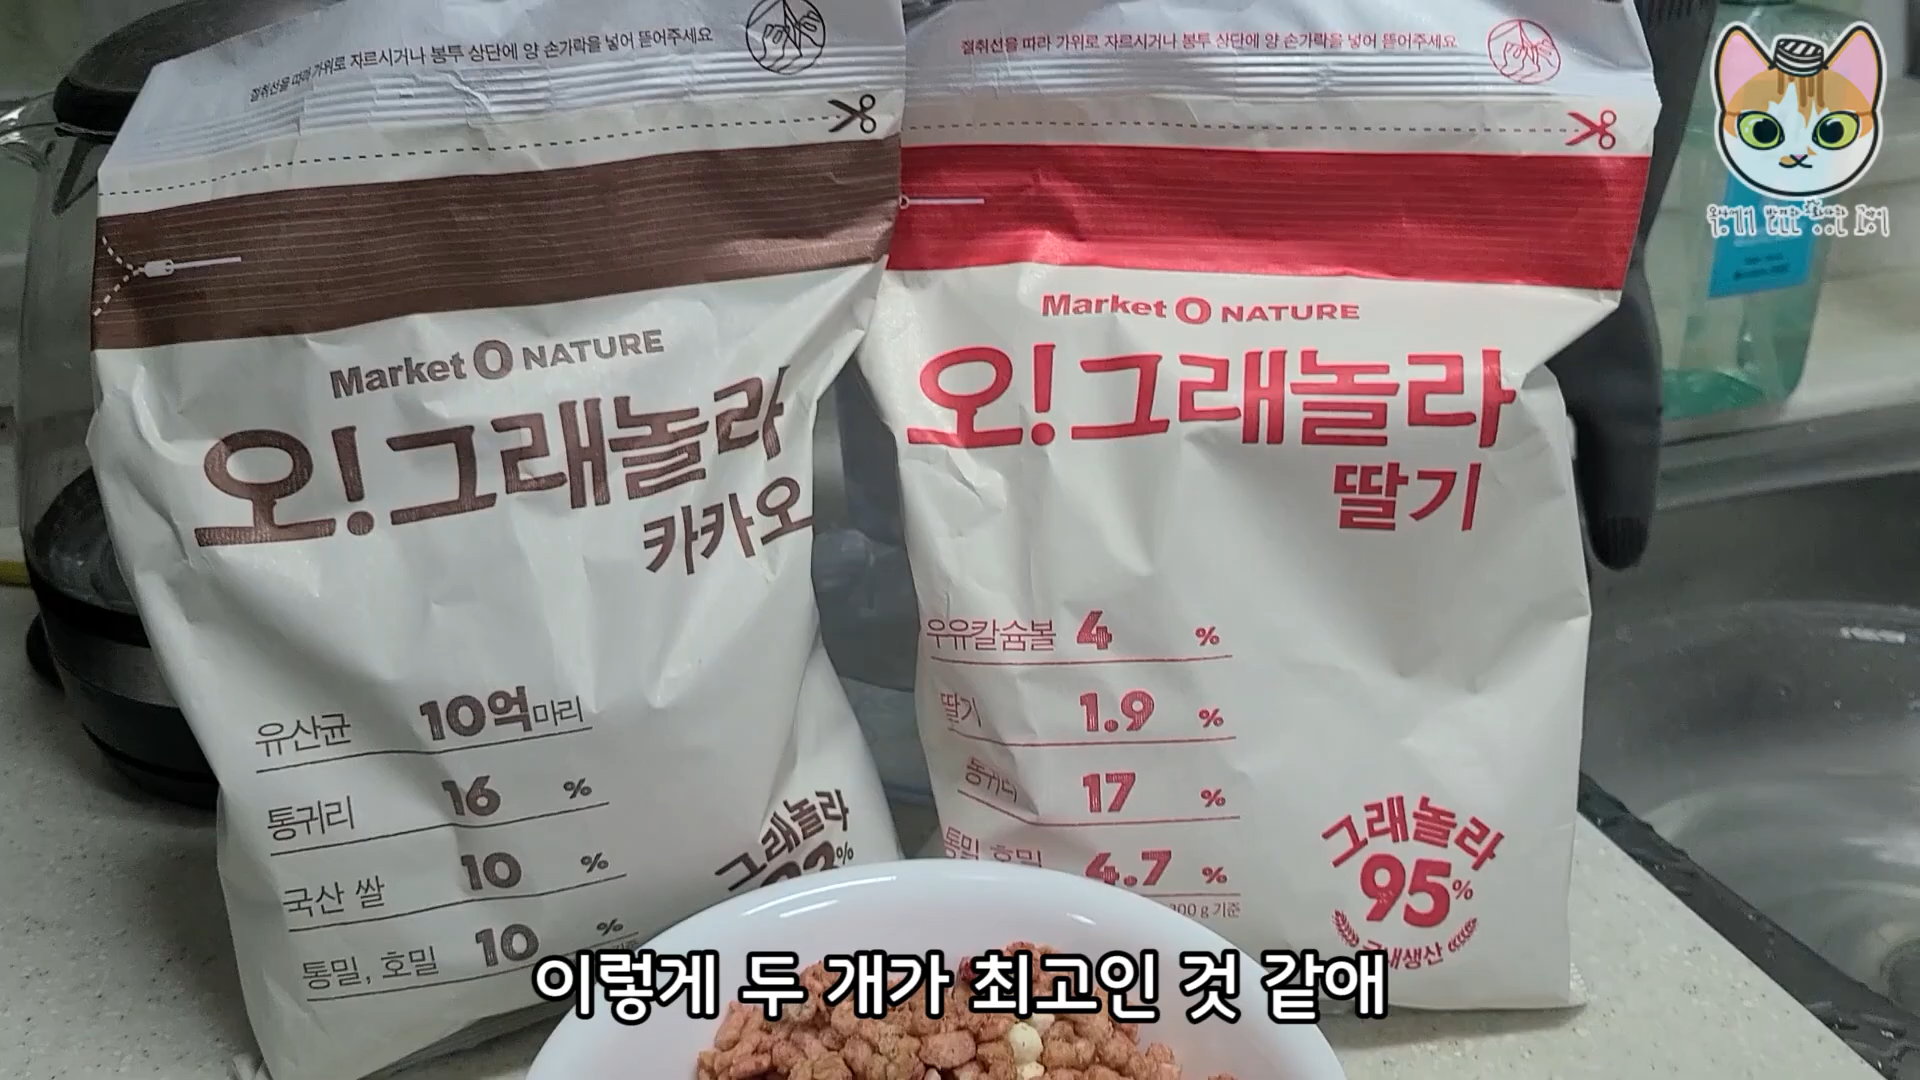 절취선을 따라 가위로 자르시거나 봉투 상단에 양 손가락을 넣어 뜯어주세요
Market O NATURE
오!그래놀라
카카오
유산균 10억마리
통귀리 16 %
국산 쌀 10 %
통밀, 호밀 10 %
그래놀라
절취선을 따라 가위로 자르시거나 봉투 상단에 양 손가락을 넣어 뜯어주세요
Market O NATURE
오!그래놀라
딸기
우유칼슘볼 4 %
딸기 1.9 %
통귀리 17 %
통밀, 호밀 4.7 %
300 g 기준
그래놀라
95%
국내생산
이렇게 두 개가 최고인 것 같애